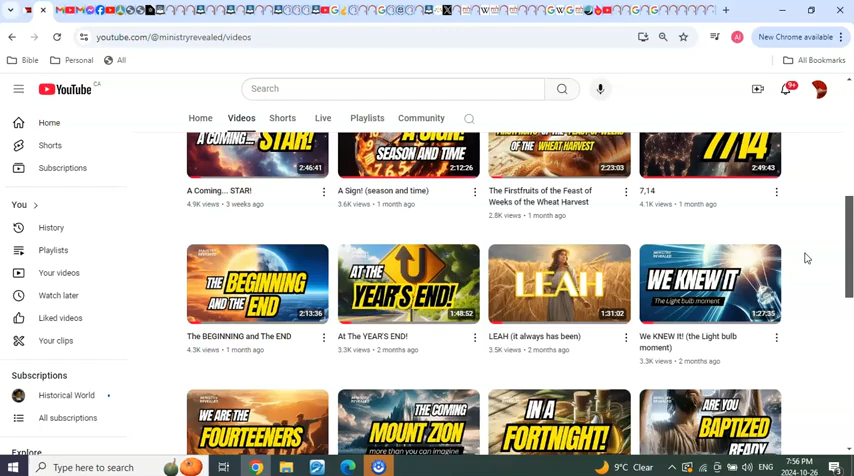 youtube.com/@ministryrevealed/videos
New Chrome available
Bible
Personal
All
All Bookmarks
YouTube CA
Search
9+
Home
Videos
Shorts
Live
Playlists
Community
Home
Shorts
Subscriptions
You
History
Playlists
Your videos
Watch later
Liked videos
Your clips
Subscriptions
Historical World
All subscriptions
Explore
A COMING... STAR!
2:46:41
A Coming... STAR!
4.9K views • 3 weeks ago
A SIGN!
SEASON AND TIME
2:12:26
A Sign! (season and time)
3.6K views • 1 month ago
FIRSTFRUITS OF THE FEAST OF WEEKS
OF THE WHEAT HARVEST
2:23:03
The Firstfruits of the Feast of
Weeks of the Wheat Harvest
2.8K views • 1 month ago
7/14
2:49:43
7,14
4.1K views • 1 month ago
THE BEGINNING
AND THE END
2:13:36
The BEGINNING and The END
4.3K views • 1 month ago
AT THE
YEAR'S END!
1:48:52
At The YEAR'S END!
3.3K views • 2 months ago
LEAH
1:31:02
LEAH (it always has been)
3.5K views • 2 months ago
WE KNEW IT
The Light bulb
moment
1:27:35
We KNEW IT! (the Light bulb
moment)
3.3K views • 2 months ago
WE ARE THE
FOURTEENERS
THE COMING
MOUNT ZION
more than you can imagine
IN A
FORTNIGHT!
ARE YOU
BAPTIZED
READY
Type here to search
9°C Clear
ENG
7:56 PM
2024-10-26
3